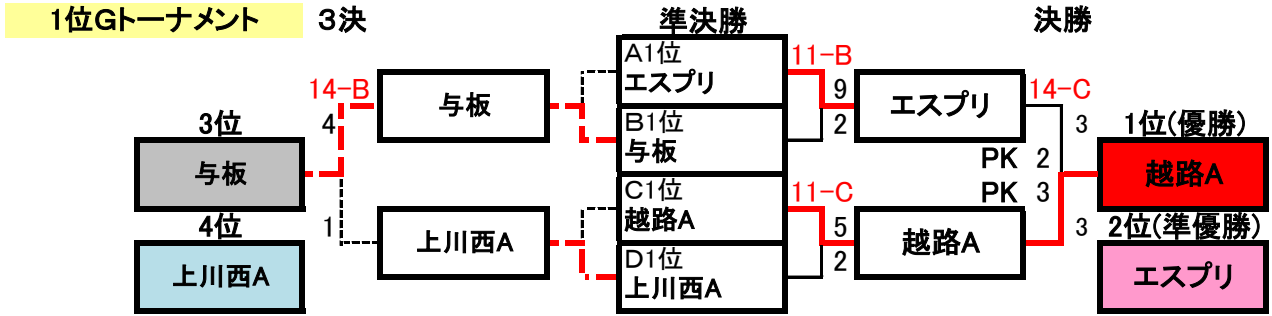 1位Gトーナメント
3決
準決勝
決勝
14-B
4
与板
3位
与板
4位
上川西A
1
上川西A
A1位
エスプリ
B1位
与板
C1位
越路A
D1位
上川西A
11-B
9
2
エスプリ
11-C
5
2
越路A
14-C
3
PK 2
PK 3
3
1位(優勝)
越路A
2位(準優勝)
エスプリ